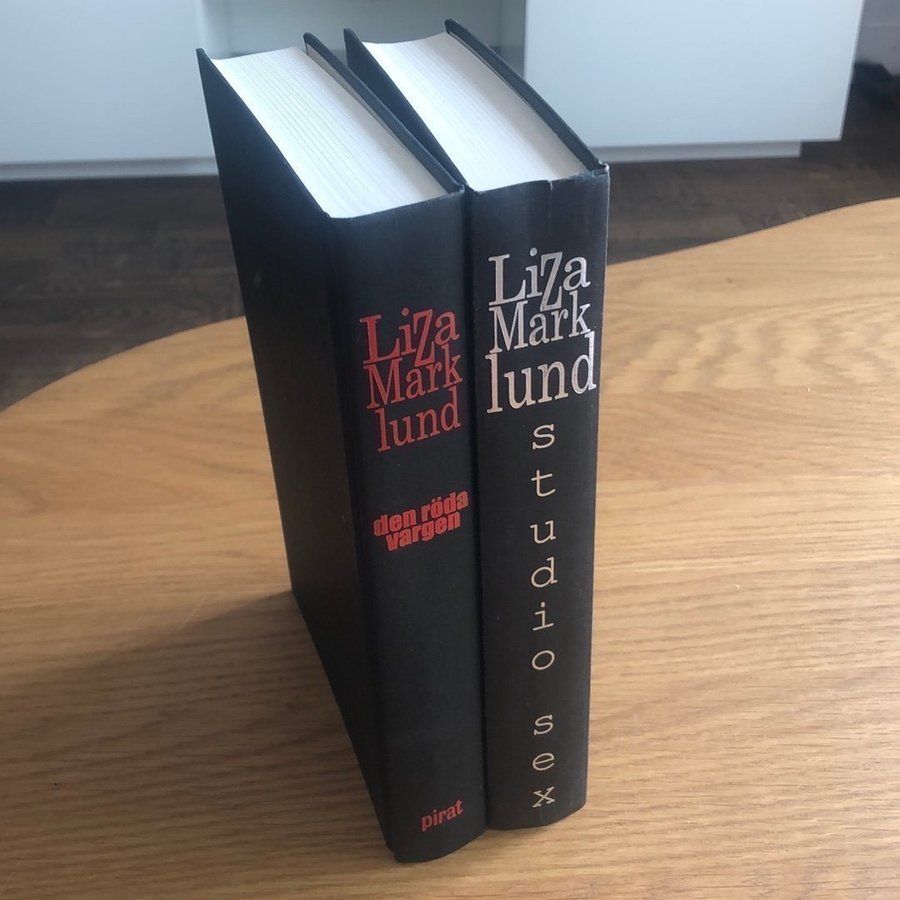 LiZa
Mark
lund
den röda
vargen
pirat
LiZa
Mark
lund
studio sex